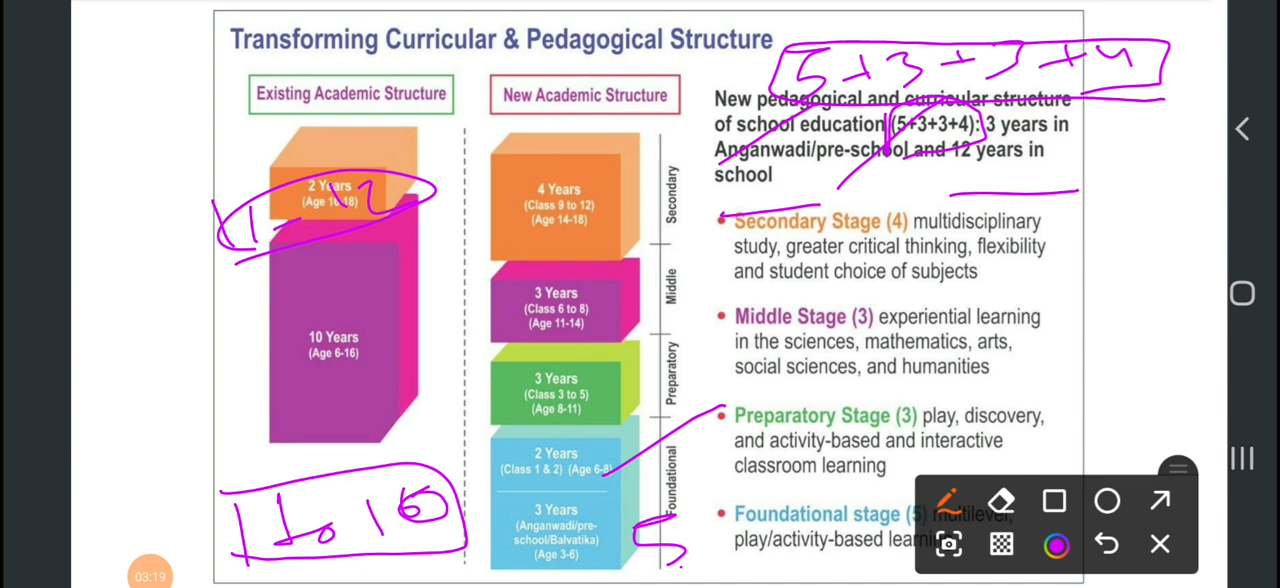 Transforming Curricular & Pedagogical Structure
5+3+3+4
Existing Academic Structure
New Academic Structure
2 Years
(Age 16-18)
11 - 12
10 Years
(Age 6-16)
4 Years
(Class 9 to 12)
(Age 14-18)
Secondary
3 Years
(Class 6 to 8)
(Age 11-14)
Middle
3 Years
(Class 3 to 5)
(Age 8-11)
Preparatory
2 Years
(Class 1 & 2) (Age 6-8)
3 Years
(Anganwadi/pre-
school/Balvatika)
(Age 3-6)
Foundational
5
New pedagogical and curricular structure
of school education (5+3+3+4): 3 years in
Anganwadi/pre-school and 12 years in
school
• Secondary Stage (4) multidisciplinary
study, greater critical thinking, flexibility
and student choice of subjects
• Middle Stage (3) experiential learning
in the sciences, mathematics, arts,
social sciences, and humanities
• Preparatory Stage (3) play, discovery,
and activity-based and interactive
classroom learning
• Foundational stage (5) multilevel,
play/activity-based
03:19